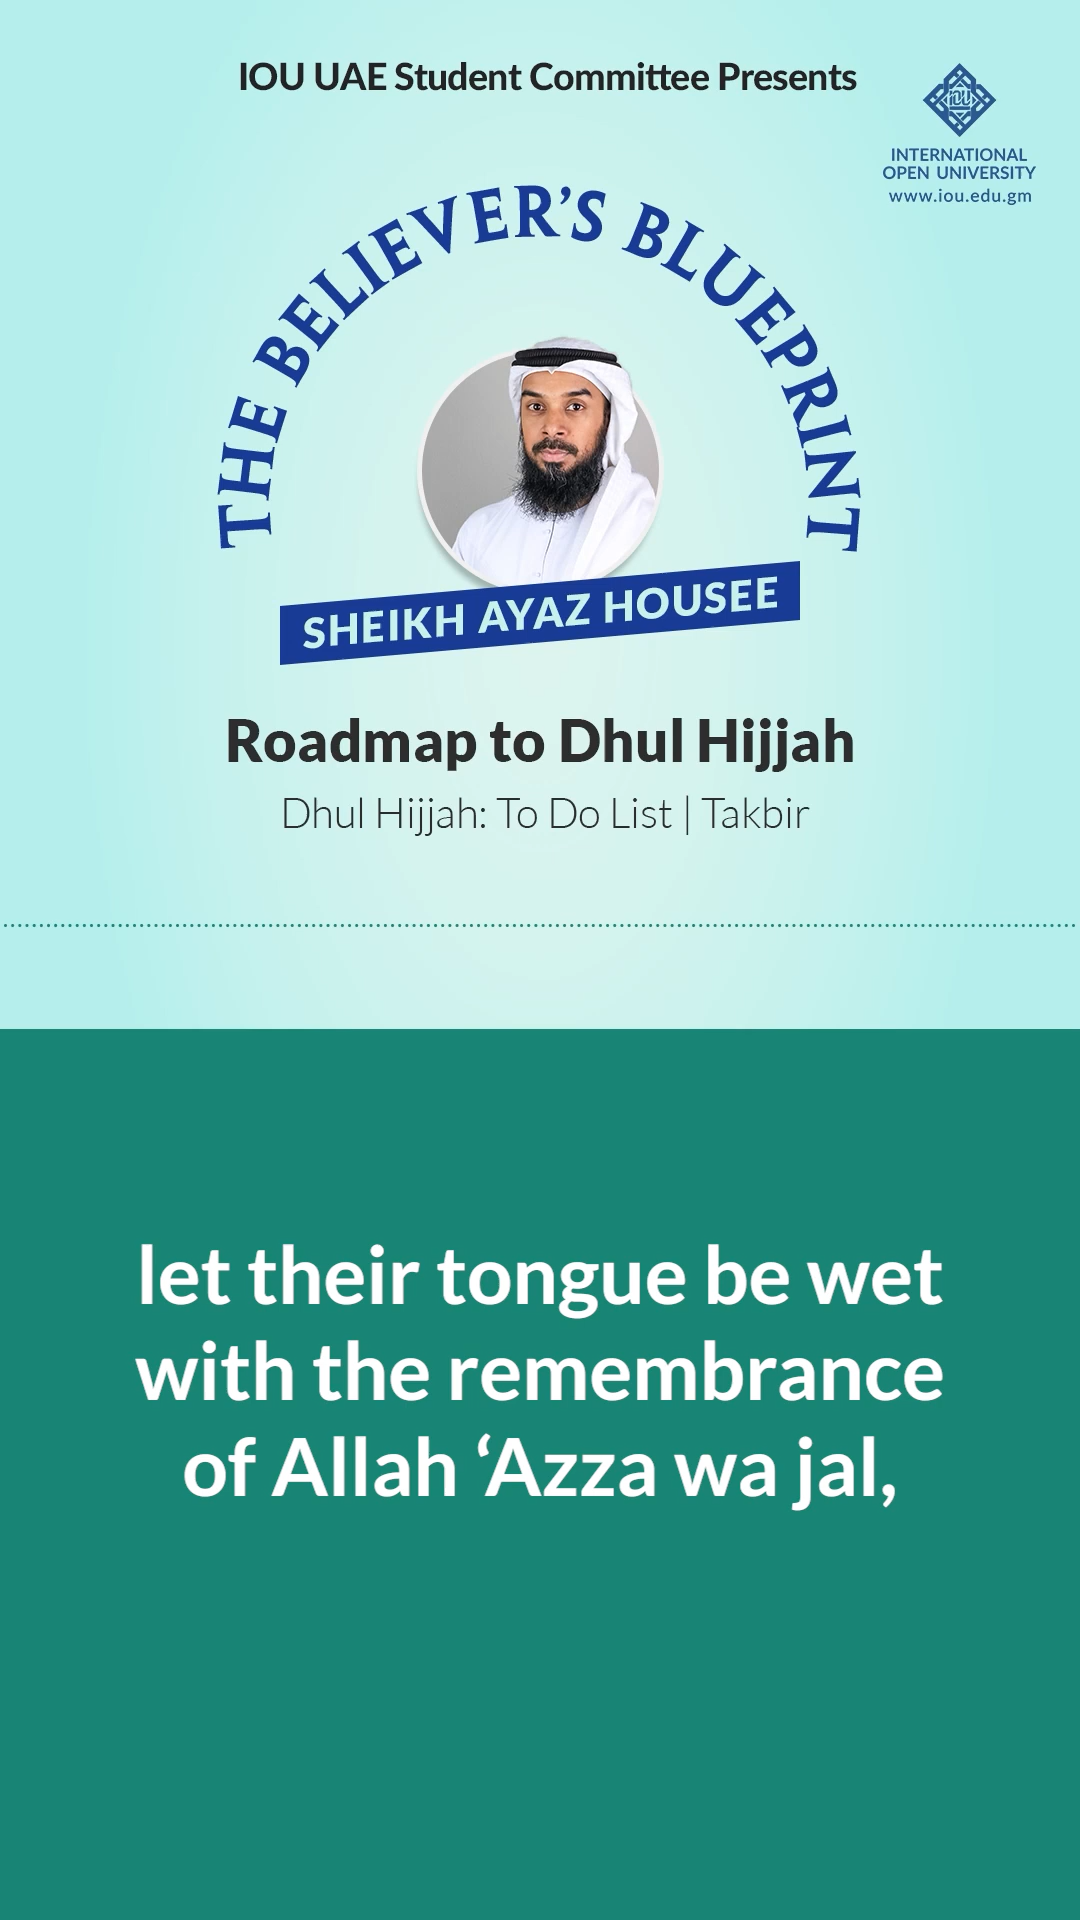 IOU UAE Student Committee Presents
iOU
INTERNATIONAL
OPEN UNIVERSITY
www.iou.edu.gm
THE BELIEVER’S BLUEPRINT
SHEIKH AYAZ HOUSEE
Roadmap to Dhul Hijjah
Dhul Hijjah: To Do List | Takbir
let their tongue be wet
with the remembrance
of Allah ‘Azza wa jal,